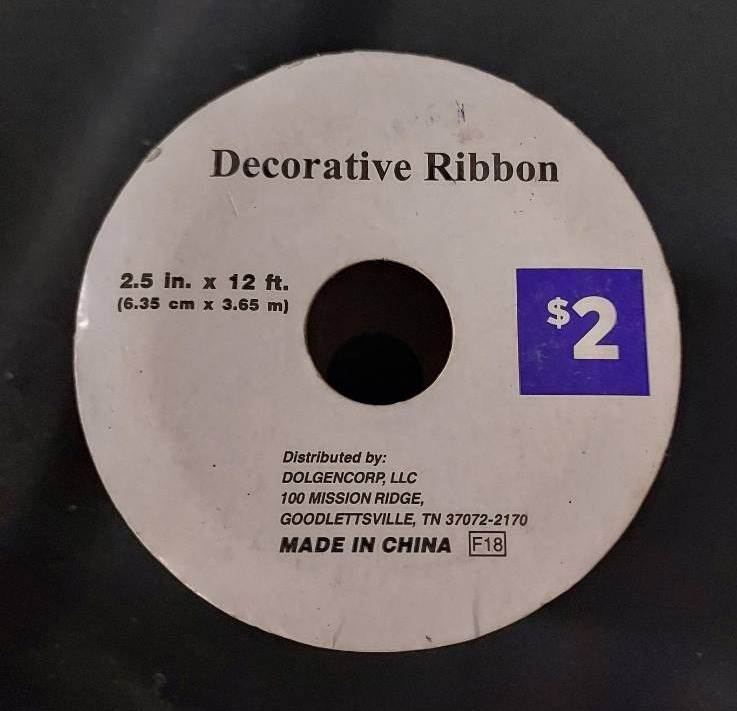 Decorative Ribbon
2.5 in. x 12 ft.
(6.35 cm x 3.65 m)
$2
Distributed by:
DOLGENCORP, LLC
100 MISSION RIDGE,
GOODLETTSVILLE, TN 37072-2170
MADE IN CHINA F18